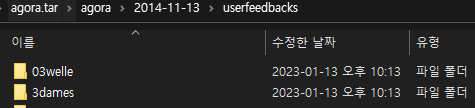 agora.tar > agora > 2014-11-13 > userfeedbacks
이름 수정한 날짜 유형
03welle 2023-01-13 오후 10:13 파일 폴더
3dames 2023-01-13 오후 10:13 파일 폴더